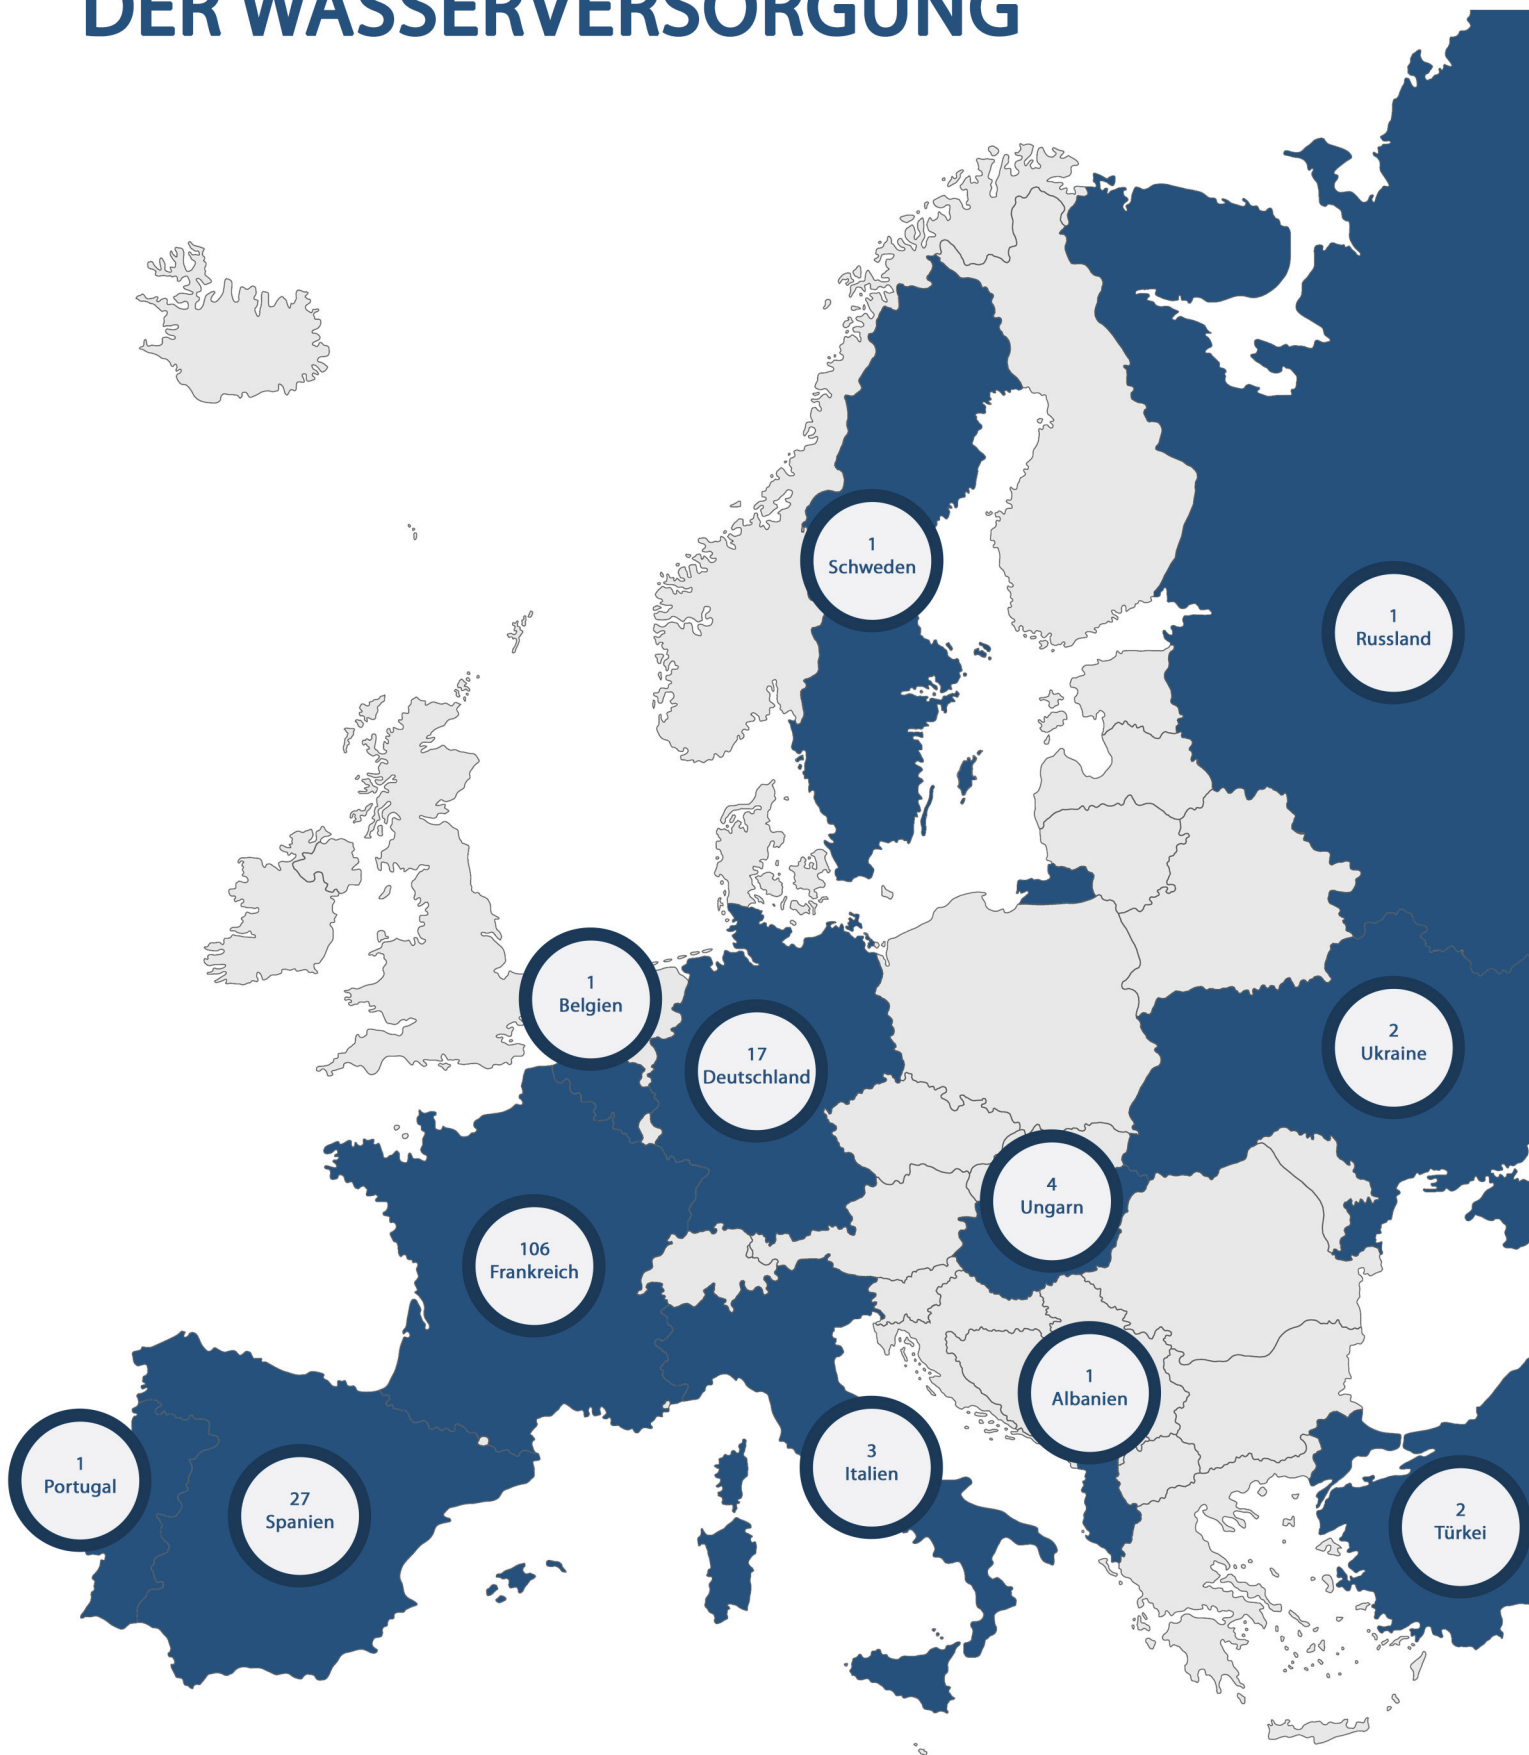 DER WASSERVERSORGUNG
1
Schweden
1
Russland
1
Belgien
17
Deutschland
2
Ukraine
4
Ungarn
106
Frankreich
1
Albanien
3
Italien
1
Portugal
27
Spanien
2
Türkei